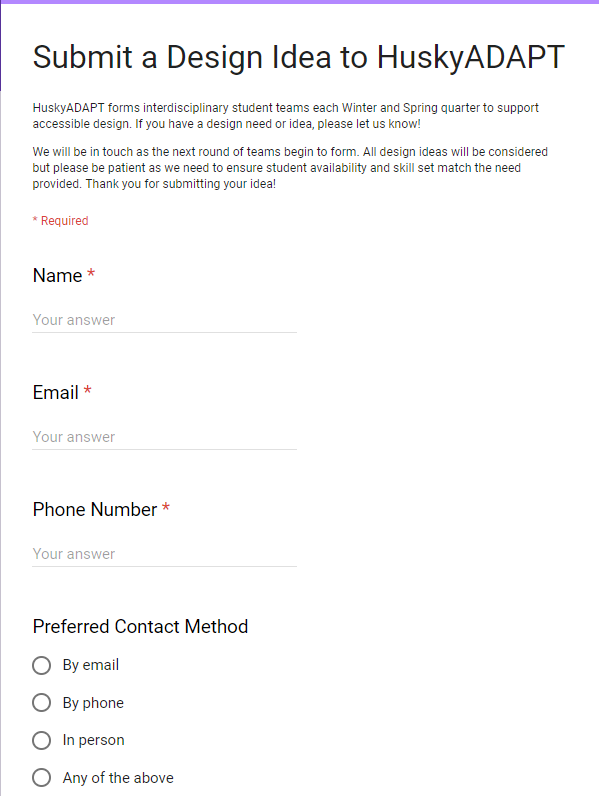 Submit a Design Idea to HuskyADAPT
HuskyADAPT forms interdisciplinary student teams each Winter and Spring quarter to support
accessible design. If you have a design need or idea, please let us know!
We will be in touch as the next round of teams begin to form. All design ideas will be considered
but please be patient as we need to ensure student availability and skill set match the need
provided. Thank you for submitting your idea!
* Required
Name *
Your answer
Email *
Your answer
Phone Number *
Your answer
Preferred Contact Method
By email
By phone
In person
Any of the above